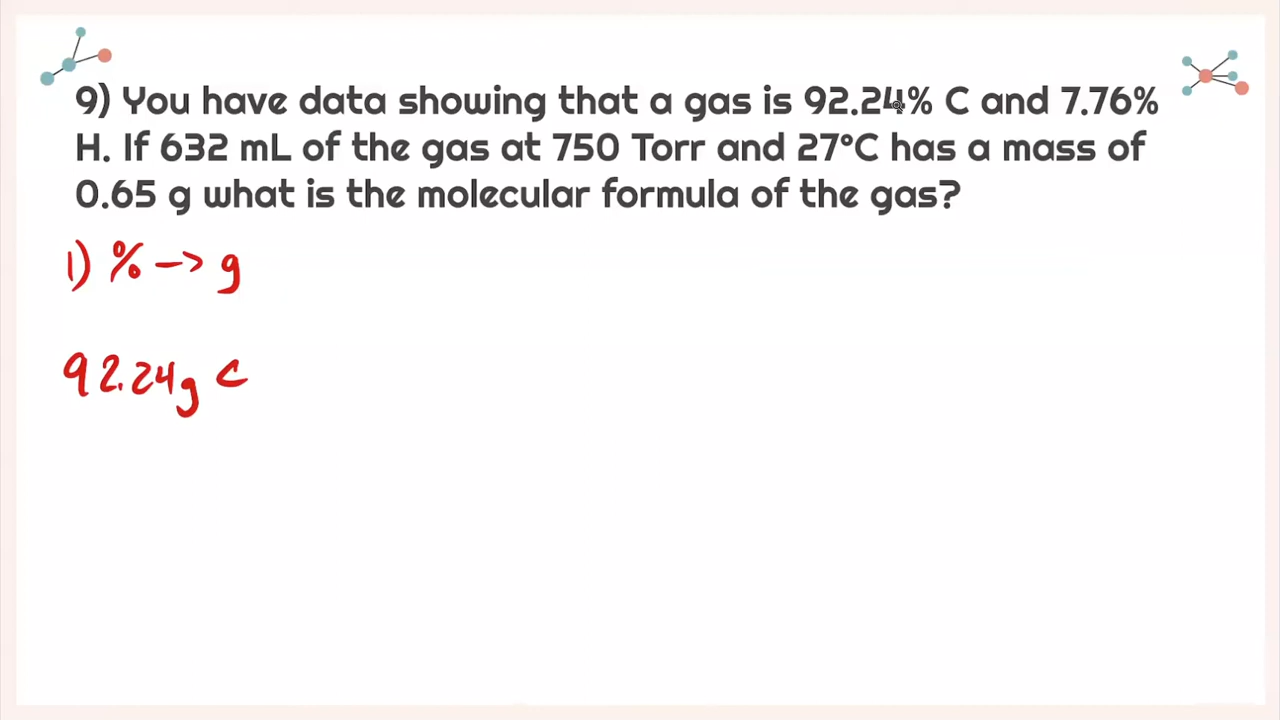 9) You have data showing that a gas is 92.24% C and 7.76%
H. If 632 mL of the gas at 750 Torr and 27°C has a mass of
0.65 g what is the molecular formula of the gas?
1) % -> g
92.24g C